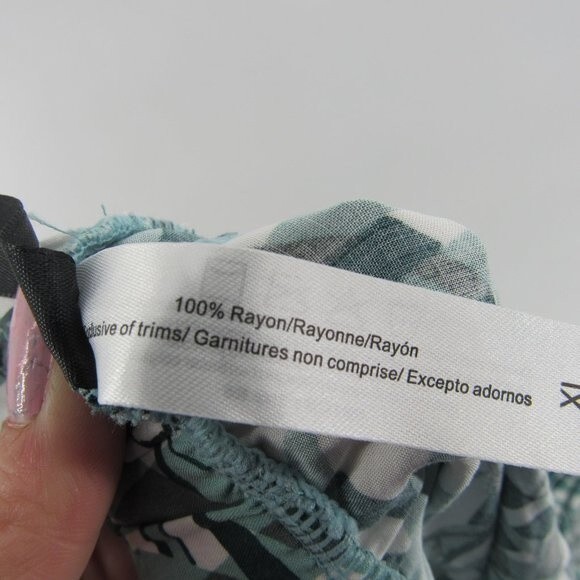 100% Rayon/Rayonne/Rayón
of trims/ Garnitures non comprise/ Excepto adornos